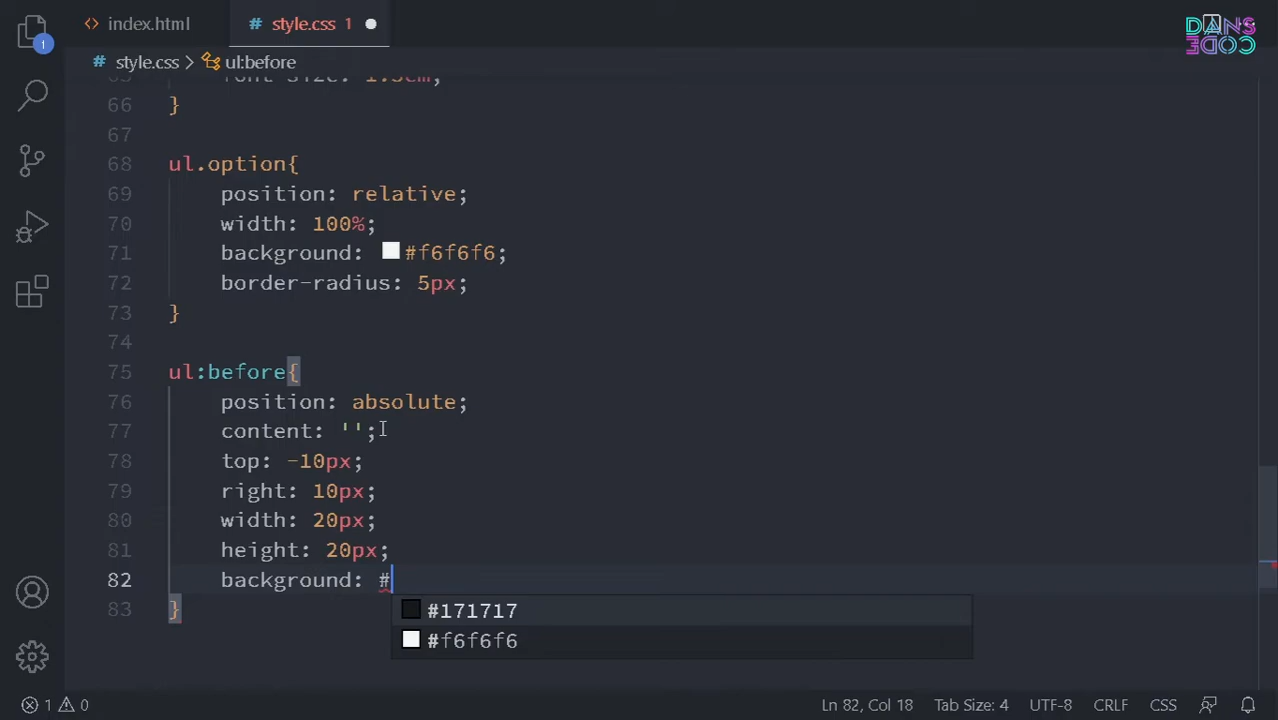 index.html
# style.css 1
DANS CODE
# style.css > ul:before
66 }
67
68 ul.option{
69 position: relative;
70 width: 100%;
71 background: #f6f6f6;
72 border-radius: 5px;
73 }
74
75 ul:before{
76 position: absolute;
77 content: '';
78 top: -10px;
79 right: 10px;
80 width: 20px;
81 height: 20px;
82 background: #
#171717
83 }
#f6f6f6
1
1 0
Ln 82, Col 18
Tab Size: 4
UTF-8
CRLF
CSS